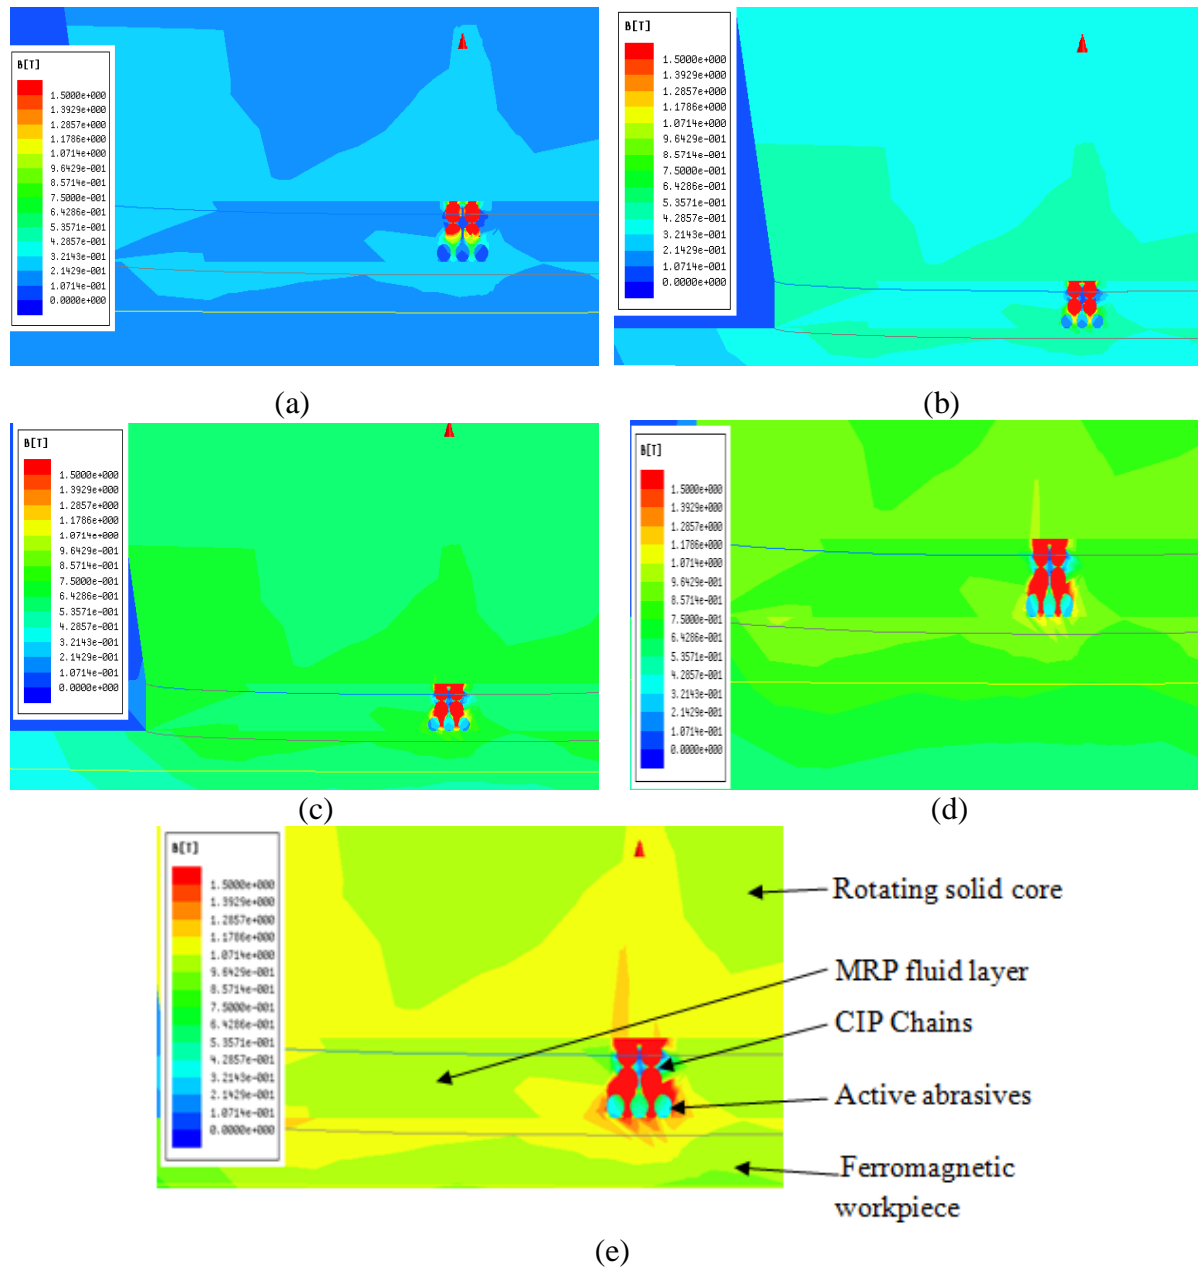 B[T]
1.5000e+000
1.3929e+000
1.2857e+000
1.1786e+000
1.0714e+000
9.6429e-001
8.5714e-001
7.5000e-001
6.4286e-001
5.3571e-001
4.2857e-001
3.2143e-001
2.1429e-001
1.0714e-001
0.0000e+000
(a)
B[T]
1.5000e+000
1.3929e+000
1.2857e+000
1.1786e+000
1.0714e+000
9.6429e-001
8.5714e-001
7.5000e-001
6.4286e-001
5.3571e-001
4.2857e-001
3.2143e-001
2.1429e-001
1.0714e-001
0.0000e+000
(b)
B[T]
1.5000e+000
1.3929e+000
1.2857e+000
1.1786e+000
1.0714e+000
9.6429e-001
8.5714e-001
7.5000e-001
6.4286e-001
5.3571e-001
4.2857e-001
3.2143e-001
2.1429e-001
1.0714e-001
0.0000e+000
(c)
B[T]
1.5000e+000
1.3929e+000
1.2857e+000
1.1786e+000
1.0714e+000
9.6429e-001
8.5714e-001
7.5000e-001
6.4286e-001
5.3571e-001
4.2857e-001
3.2143e-001
2.1429e-001
1.0714e-001
0.0000e+000
(d)
B[T]
1.5000e+000
1.3929e+000
1.2857e+000
1.1786e+000
1.0714e+000
9.6429e-001
8.5714e-001
7.5000e-001
6.4286e-001
5.3571e-001
4.2857e-001
3.2143e-001
2.1429e-001
1.0714e-001
0.0000e+000
Rotating solid core
MRP fluid layer
CIP Chains
Active abrasives
Ferromagnetic
workpiece
(e)